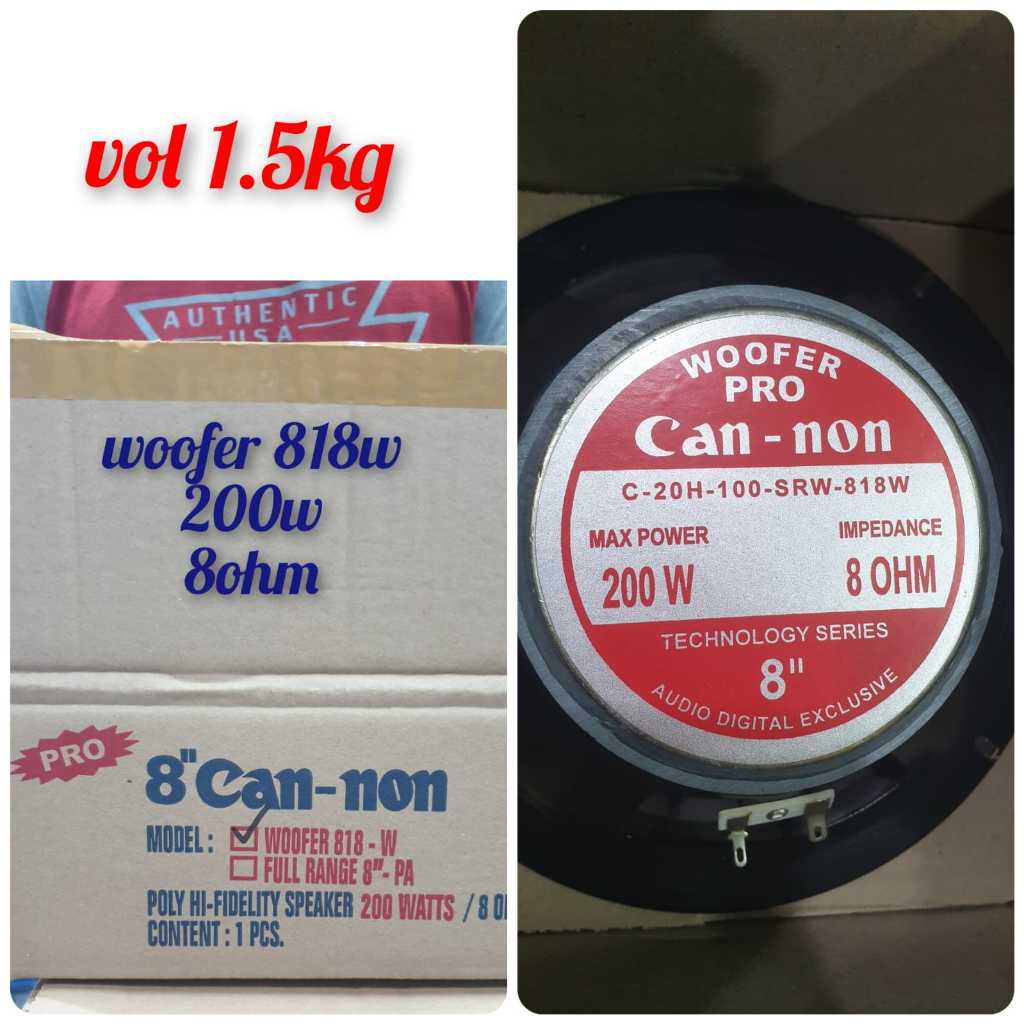 vol 1.5kg
AUTHENTIC
USA
woofer 818w
200w
8ohm
PRO
8" Can-non
MODEL : WOOFER 818 - W
FULL RANGE 8"- PA
POLY HI-FIDELITY SPEAKER 200 WATTS / 8 O
CONTENT : 1 PCS.
WOOFER
PRO
Can-non
C-20H-100-SRW-818W
MAX POWER IMPEDANCE
200 W 8 OHM
TECHNOLOGY SERIES
8"
AUDIO DIGITAL EXCLUSIVE